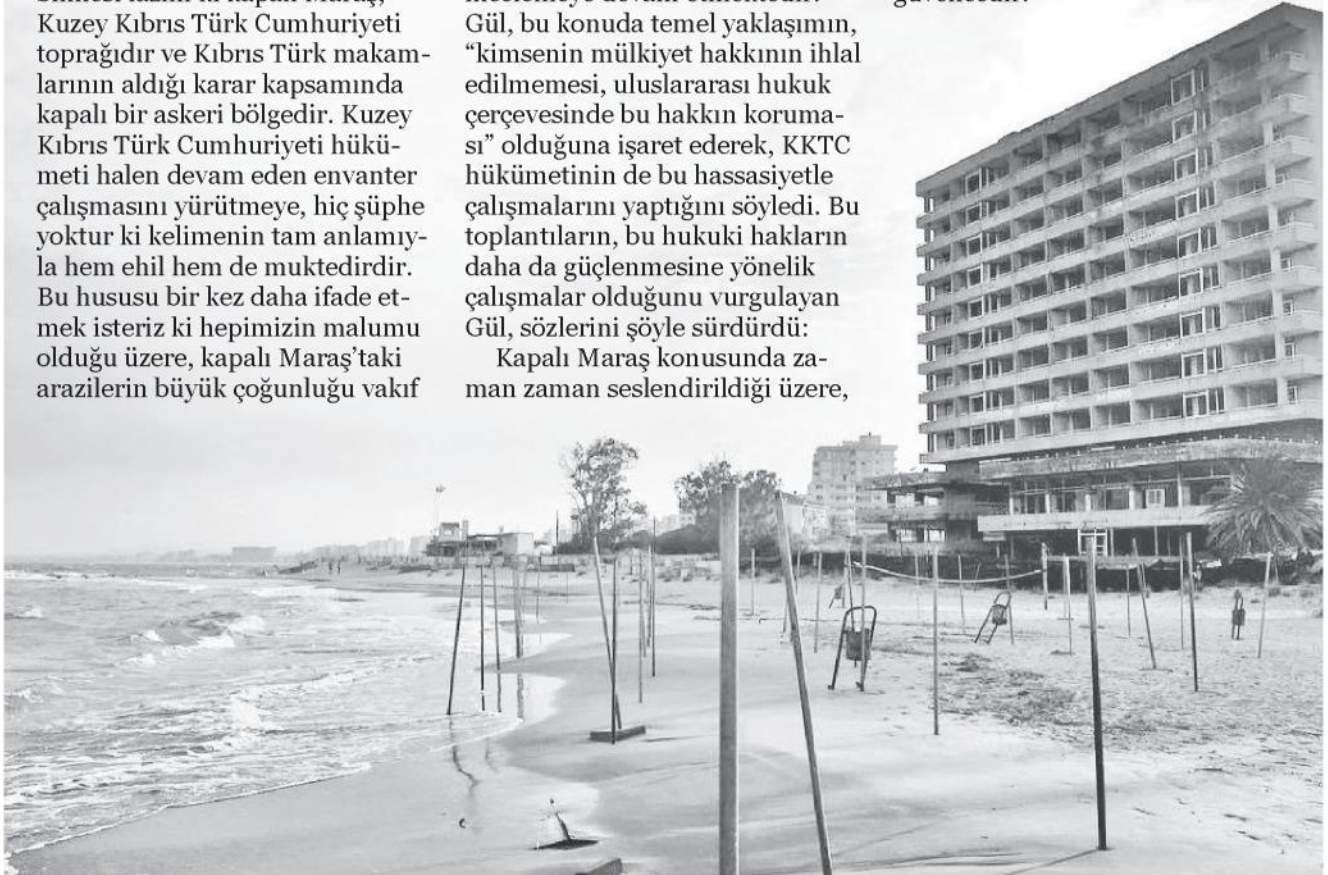 Kuzey Kıbrıs Türk Cumhuriyeti
toprağıdır ve Kıbrıs Türk makam-
larının aldığı karar kapsamında
kapalı bir askeri bölgedir. Kuzey
Kıbrıs Türk Cumhuriyeti hükü-
meti halen devam eden envanter
çalışmasını yürütmeye, hiç şüphe
yoktur ki kelimenin tam anlamıy-
la hem ehil hem de muktedirdir.
Bu hususu bir kez daha ifade et-
mek isteriz ki hepimizin malumu
olduğu üzere, kapalı Maraş’taki
arazilerin büyük çoğunluğu vakıf
Gül, bu konuda temel yaklaşımın,
“kimsenin mülkiyet hakkının ihlal
edilmemesi, uluslararası hukuk
çerçevesinde bu hakkın koruma-
sı” olduğuna işaret ederek, KKTC
hükümetinin de bu hassasiyetle
çalışmalarını yaptığını söyledi. Bu
toplantıların, bu hukuki hakların
daha da güçlenmesine yönelik
çalışmalar olduğunu vurgulayan
Gül, sözlerini şöyle sürdürdü:
Kapalı Maraş konusunda za-
man zaman seslendirildiği üzere,